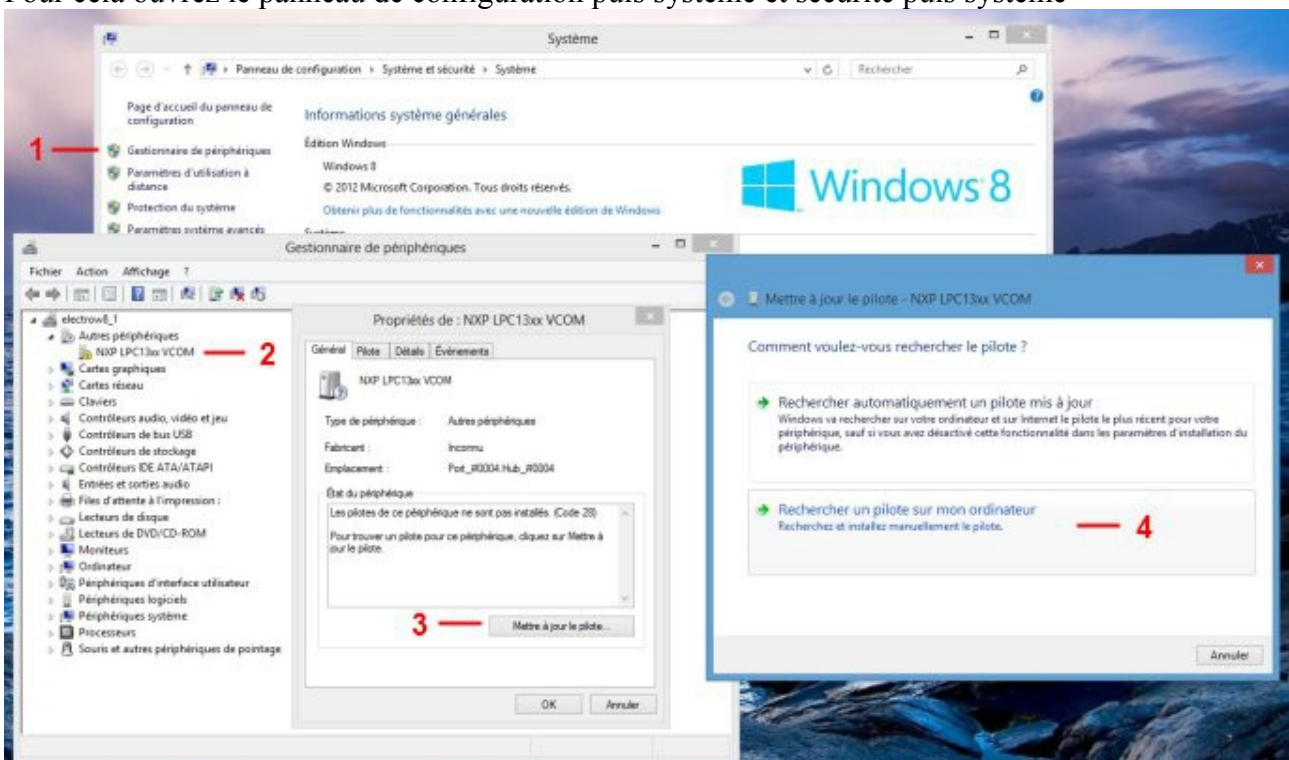 Pour cela ouvrez le panneau de configuration puis système et sécurité puis système
Système
Panneau de configuration
Système et sécurité
Système
Rechercher
Page d'accueil du panneau de
configuration
1
Gestionnaire de périphériques
Paramètres d'utilisation à
distance
Protection du système
Paramètres système avancés
Informations système générales
Édition Windows
Windows 8
© 2012 Microsoft Corporation. Tous droits réservés.
Obtenir plus de fonctionnalités avec une nouvelle édition de Windows
Système
Windows 8
Gestionnaire de périphériques
Fichier Action Affichage ?
electrow8_1
Autres périphériques
NXP LPC13xx VCOM
2
Cartes graphiques
Cartes réseau
Claviers
Contrôleurs audio, vidéo et jeu
Contrôleurs de bus USB
Contrôleurs de stockage
Contrôleurs IDE ATA/ATAPI
Entrées et sorties audio
Files d'attente à l'impression :
Lecteurs de disque
Lecteurs de DVD/CD-ROM
Moniteurs
Ordinateur
Périphériques d'interface utilisateur
Périphériques logiciels
Périphériques système
Processeurs
Souris et autres périphériques de pointage
Propriétés de : NXP LPC13xx VCOM
Général Pilote Détails Événements
NXP LPC13xx VCOM
Type de périphérique : Autres périphériques
Fabricant : Inconnu
Emplacement : Port_#0004.Hub_#0004
État du périphérique
Les pilotes de ce périphérique ne sont pas installés. (Code 28)
Pour trouver un pilote pour ce périphérique, cliquez sur Mettre à
jour le pilote.
3
Mettre à jour le pilote...
OK Annuler
Mettre à jour le pilote - NXP LPC13xx VCOM
Comment voulez-vous rechercher le pilote ?
Rechercher automatiquement un pilote mis à jour
Windows va rechercher sur votre ordinateur et sur Internet le pilote le plus récent pour votre
périphérique, sauf si vous avez désactivé cette fonctionnalité dans les paramètres d'installation du
périphérique.
Rechercher un pilote sur mon ordinateur
Recherchez et installez manuellement le pilote.
4
Annuler